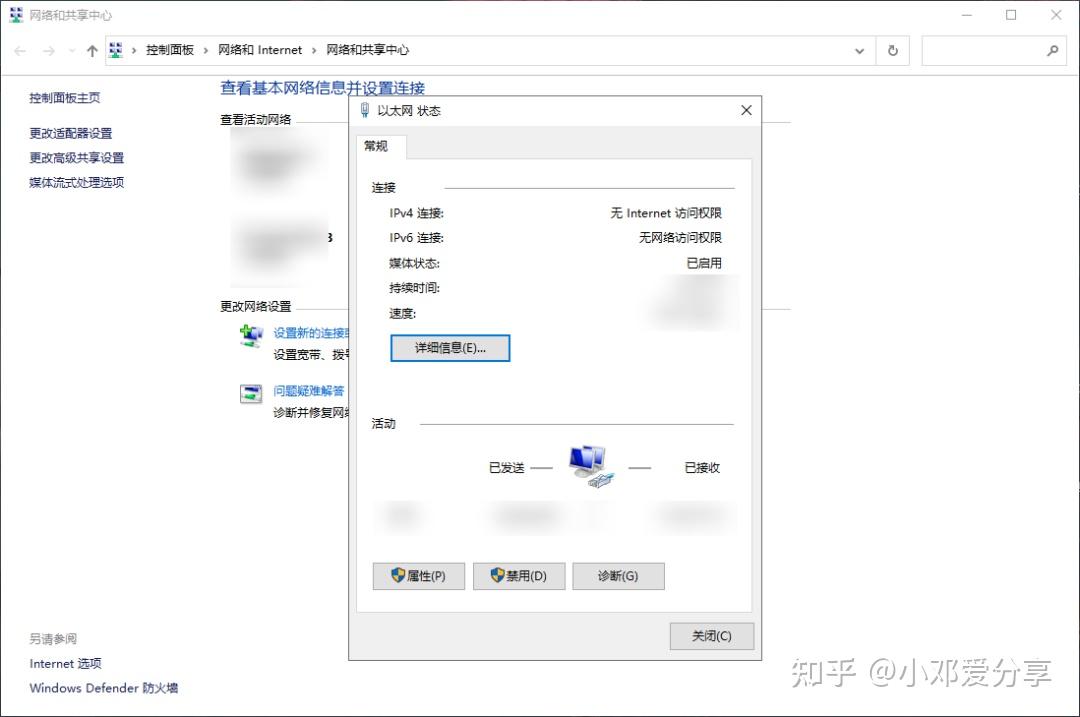 网络和共享中心
控制面板 › 网络和 Internet › 网络和共享中心
控制面板主页
更改适配器设置
更改高级共享设置
媒体流式处理选项
查看基本网络信息并设置连接
查看活动网络
更改网络设置
设置新的连接
设置宽带、拨号
问题疑难解答
诊断并修复网络
以太网 状态
常规
连接
IPv4 连接: 无 Internet 访问权限
IPv6 连接: 无网络访问权限
媒体状态: 已启用
持续时间:
速度:
详细信息(E)...
活动
已发送 — — 已接收
属性(P) 禁用(D) 诊断(G)
关闭(C)
另请参阅
Internet 选项
Windows Defender 防火墙
知乎 @小邓爱分享